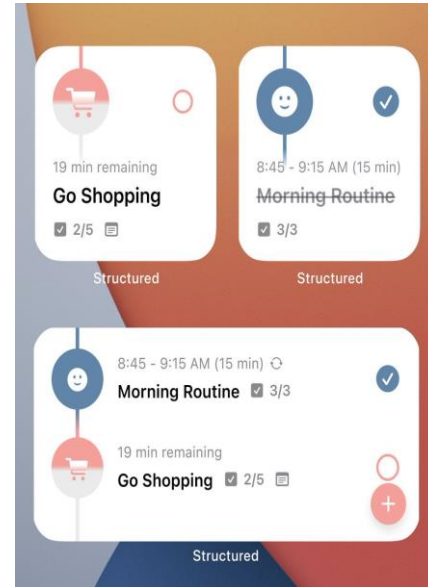 19 min remaining
Go Shopping
2/5
Structured
8:45 - 9:15 AM (15 min)
Morning Routine
3/3
Structured
8:45 - 9:15 AM (15 min)
Morning Routine 3/3
19 min remaining
Go Shopping 2/5
+
Structured